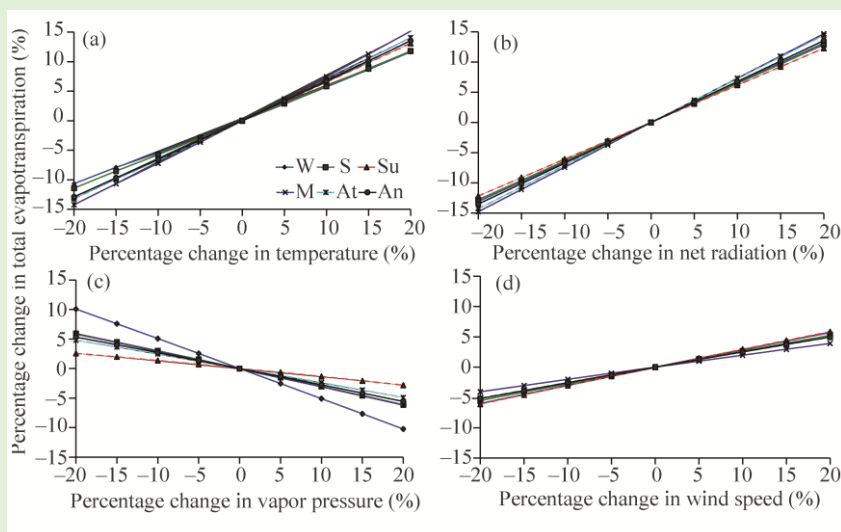 Percentage change in total evapotranspiration (%)
(a)
15
10
5
0
−5
−10
−15
W S Su
M At An
−20 −15 −10 −5 0 5 10 15 20
Percentage change in temperature (%)
(b)
15
10
5
0
−5
−10
−15
−20 −15 −10 −5 0 5 10 15 20
Percentage change in net radiation (%)
(c)
15
10
5
0
−5
−10
−15
−20 −15 −10 −5 0 5 10 15 20
Percentage change in vapor pressure (%)
(d)
15
10
5
0
−5
−10
−15
−20 −15 −10 −5 0 5 10 15 20
Percentage change in wind speed (%)